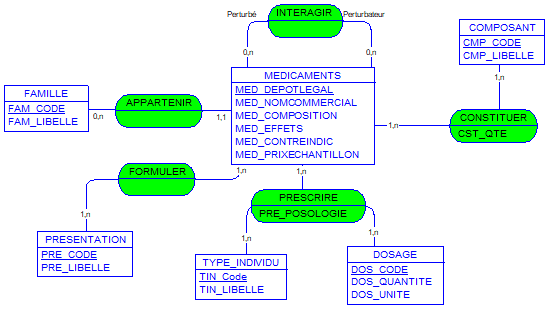 Perturbé
INTERAGIR
Perturbateur
0,n
0,n
COMPOSANT
CMP_CODE
CMP_LIBELLE
1,n
FAMILLE
FAM_CODE
FAM_LIBELLE
0,n
APPARTENIR
1,1
MEDICAMENTS
MED_DEPOTLEGAL
MED_NOMCOMMERCIAL
MED_COMPOSITION
MED_EFFETS
MED_CONTREINDIC
MED_PRIXECHANTILLON
1,n
CONSTITUER
CST_QTE
FORMULER
1,n
1,n
1,n
PRESCRIRE
PRE_POSOLOGIE
PRESENTATION
PRE_CODE
PRE_LIBELLE
1,n
1,n
TYPE_INDIVIDU
TIN_Code
TIN_LIBELLE
DOSAGE
DOS_CODE
DOS_QUANTITE
DOS_UNITE